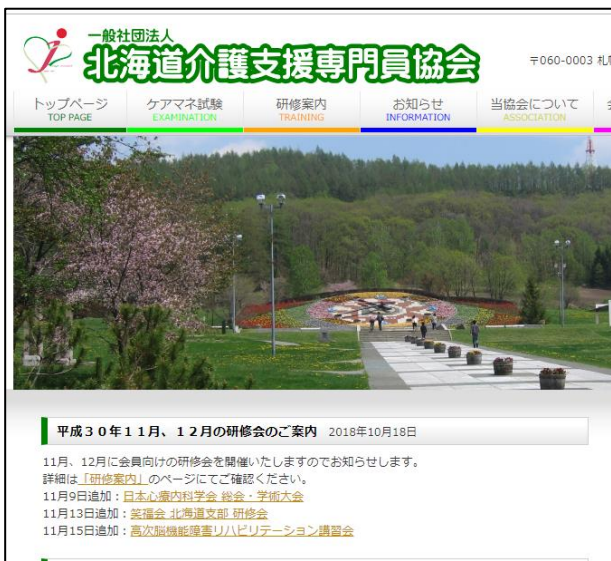 一般社団法人
北海道介護支援専門員協会
〒060-0003
トップページ ケアマネ試験 研修案内 お知らせ 当協会について
TOP PAGE EXAMINATION TRAINING INFORMATION ASSOCIATION
平成30年11月、12月の研修会のご案内 2018年10月18日
11月、12月に会員向けの研修会を開催いたしますのでお知らせします。
詳細は「研修案内」のページにてご確認ください。
11月9日追加：日本心療内科学会 総会・学術大会
11月13日追加：笑福会 北海道支部 研修会
11月15日追加：高次脳機能障害リハビリテーション講習会